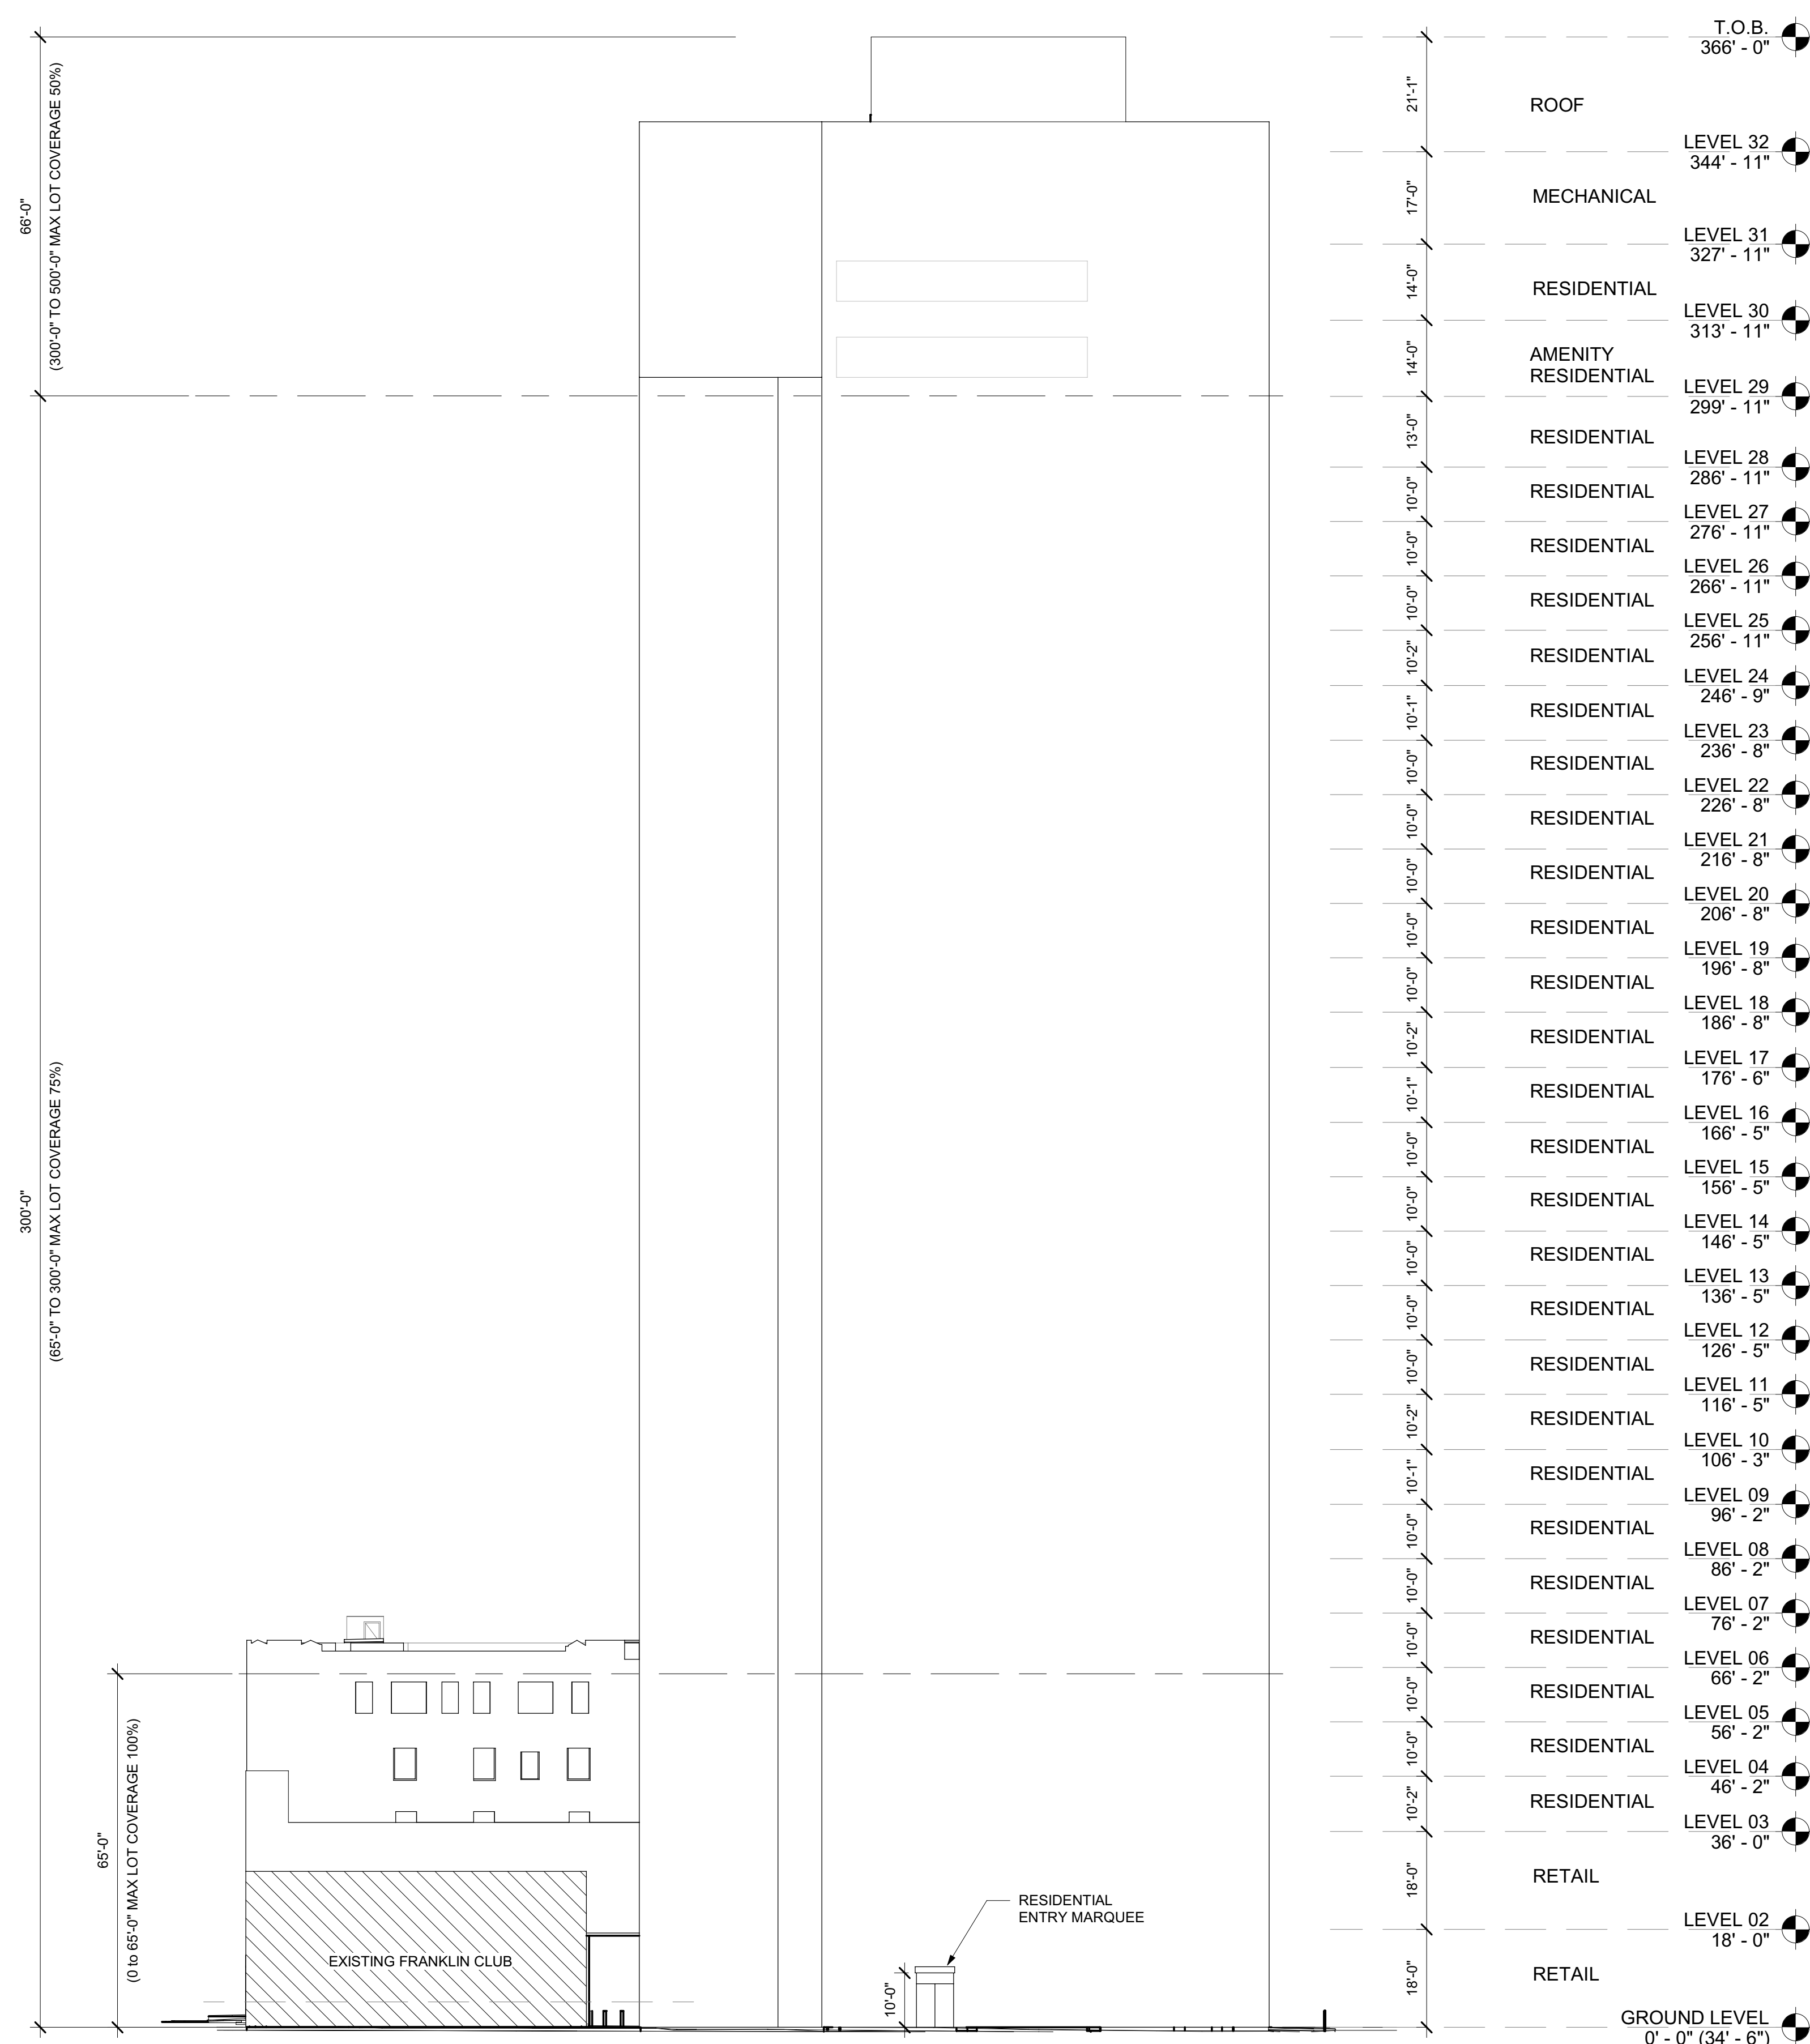 T.O.B.
366' - 0"
21'-1"
ROOF
LEVEL 32
344' - 11"
17'-0"
MECHANICAL
LEVEL 31
327' - 11"
14'-0"
RESIDENTIAL
LEVEL 30
313' - 11"
14'-0"
AMENITY
RESIDENTIAL
LEVEL 29
299' - 11"
13'-0"
RESIDENTIAL
LEVEL 28
286' - 11"
10'-0"
RESIDENTIAL
LEVEL 27
276' - 11"
10'-0"
RESIDENTIAL
LEVEL 26
266' - 11"
10'-0"
RESIDENTIAL
LEVEL 25
256' - 11"
10'-2"
RESIDENTIAL
LEVEL 24
246' - 9"
10'-1"
RESIDENTIAL
LEVEL 23
236' - 8"
10'-0"
RESIDENTIAL
LEVEL 22
226' - 8"
10'-0"
RESIDENTIAL
LEVEL 21
216' - 8"
10'-0"
RESIDENTIAL
LEVEL 20
206' - 8"
10'-0"
RESIDENTIAL
LEVEL 19
196' - 8"
10'-0"
RESIDENTIAL
LEVEL 18
186' - 8"
10'-2"
RESIDENTIAL
LEVEL 17
176' - 6"
10'-1"
RESIDENTIAL
LEVEL 16
166' - 5"
10'-0"
RESIDENTIAL
LEVEL 15
156' - 5"
10'-0"
RESIDENTIAL
LEVEL 14
146' - 5"
10'-0"
RESIDENTIAL
LEVEL 13
136' - 5"
10'-0"
RESIDENTIAL
LEVEL 12
126' - 5"
10'-0"
RESIDENTIAL
LEVEL 11
116' - 5"
10'-2"
RESIDENTIAL
LEVEL 10
106' - 3"
10'-1"
RESIDENTIAL
LEVEL 09
96' - 2"
10'-0"
RESIDENTIAL
LEVEL 08
86' - 2"
10'-0"
RESIDENTIAL
LEVEL 07
76' - 2"
10'-0"
RESIDENTIAL
LEVEL 06
66' - 2"
10'-0"
RESIDENTIAL
LEVEL 05
56' - 2"
10'-0"
RESIDENTIAL
LEVEL 04
46' - 2"
10'-2"
RESIDENTIAL
LEVEL 03
36' - 0"
18'-0"
RETAIL
LEVEL 02
18' - 0"
18'-0"
RETAIL
GROUND LEVEL
0' - 0" (34' - 6")
66'-0"
(300'-0" TO 500'-0" MAX LOT COVERAGE 50%)
300'-0"
(65'-0" TO 300'-0" MAX LOT COVERAGE 75%)
65'-0"
(0 to 65'-0" MAX LOT COVERAGE 100%)
EXISTING FRANKLIN CLUB
RESIDENTIAL
ENTRY MARQUEE
10'-0"